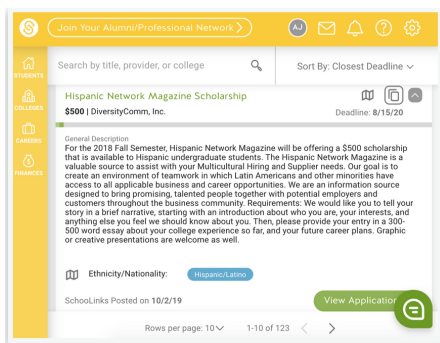 Join Your Alumni/Professional Network
AJ
STUDENTS
COLLEGES
CAREERS
FINANCES
Search by title, provider, or college
Sort By: Closest Deadline
Hispanic Network Magazine Scholarship
$500 | DiversityComm, Inc.
Deadline: 8/15/20
General Description
For the 2018 Fall Semester, Hispanic Network Magazine will be offering a $500 scholarship
that is available to Hispanic undergraduate students. The Hispanic Network Magazine is a
valuable source to assist with your Multicultural Hiring and Supplier needs. Our goal is to
create an environment of teamwork in which Latin Americans and other minorities have
access to all applicable business and career opportunities. We are an information source
designed to bring promising, talented people together with potential employers and
customers throughout the business community. Requirements: We would like you to tell your
story in a brief narrative, starting with an introduction about who you are, your interests, and
anything else you feel we should know about you. Then, please provide your entry in a 300-
500 word essay about your college experience so far, and your future career plans. Graphic
or creative presentations are welcome as well.
Ethnicity/Nationality:
Hispanic/Latino
SchooLinks Posted on 10/2/19
View Application
Rows per page: 10
1-10 of 123